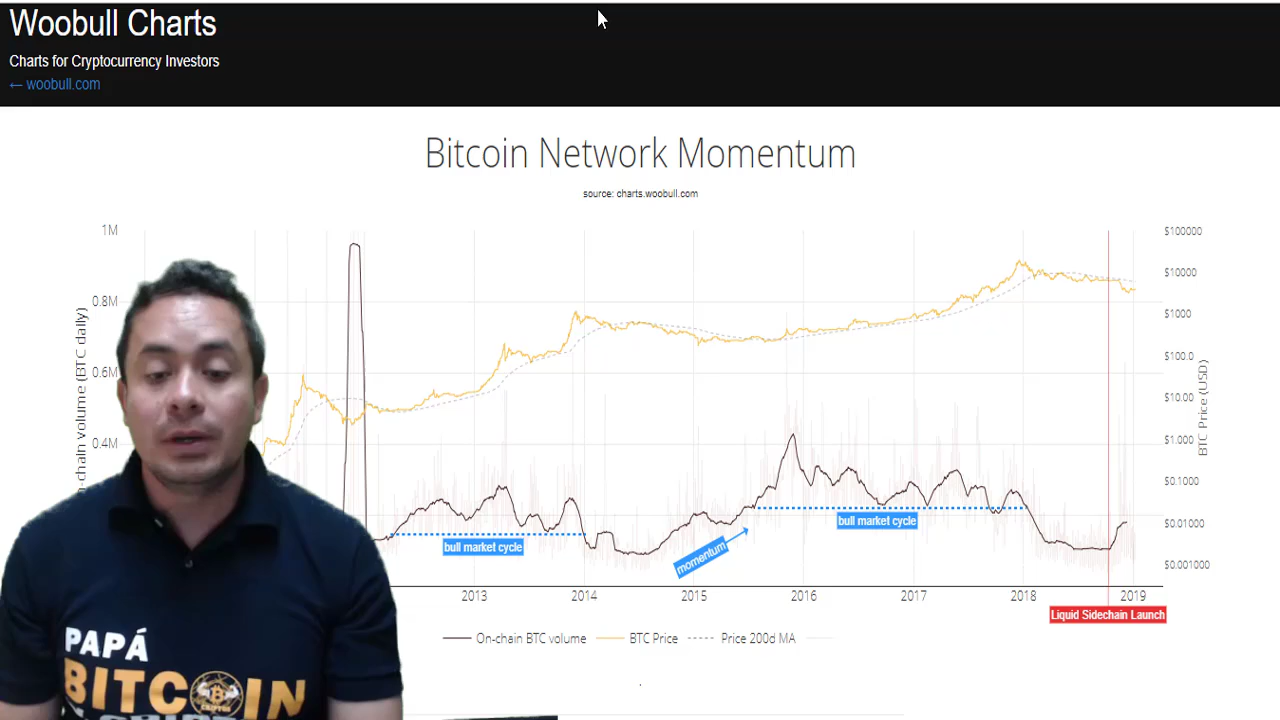 Woobull Charts
Charts for Cryptocurrency Investors
← woobull.com
Bitcoin Network Momentum
source: charts.woobull.com
1M
0.8M
0.6M
0.4M
chain volume (BTC daily)
$100000
$10000
$1000
$100.0
$10.00
$1.000
$0.1000
$0.01000
$0.001000
BTC Price (USD)
bull market cycle
momentum
bull market cycle
2013
2014
2015
2016
2017
2018
2019
Liquid Sidechain Launch
On-chain BTC volume
BTC Price
Price 200d MA
PAPÁ
BITCOIN